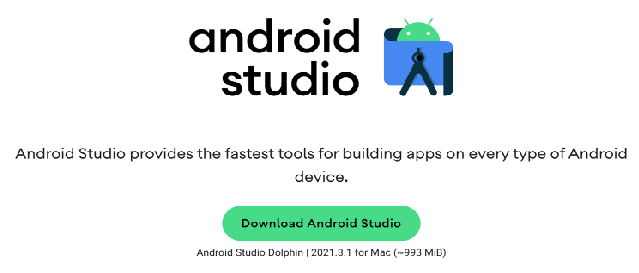 android
studio
Android Studio provides the fastest tools for building apps on every type of Android
device.
Download Android Studio
Android Studio Dolphin | 2021.3.1 for Mac (~993 MiB)